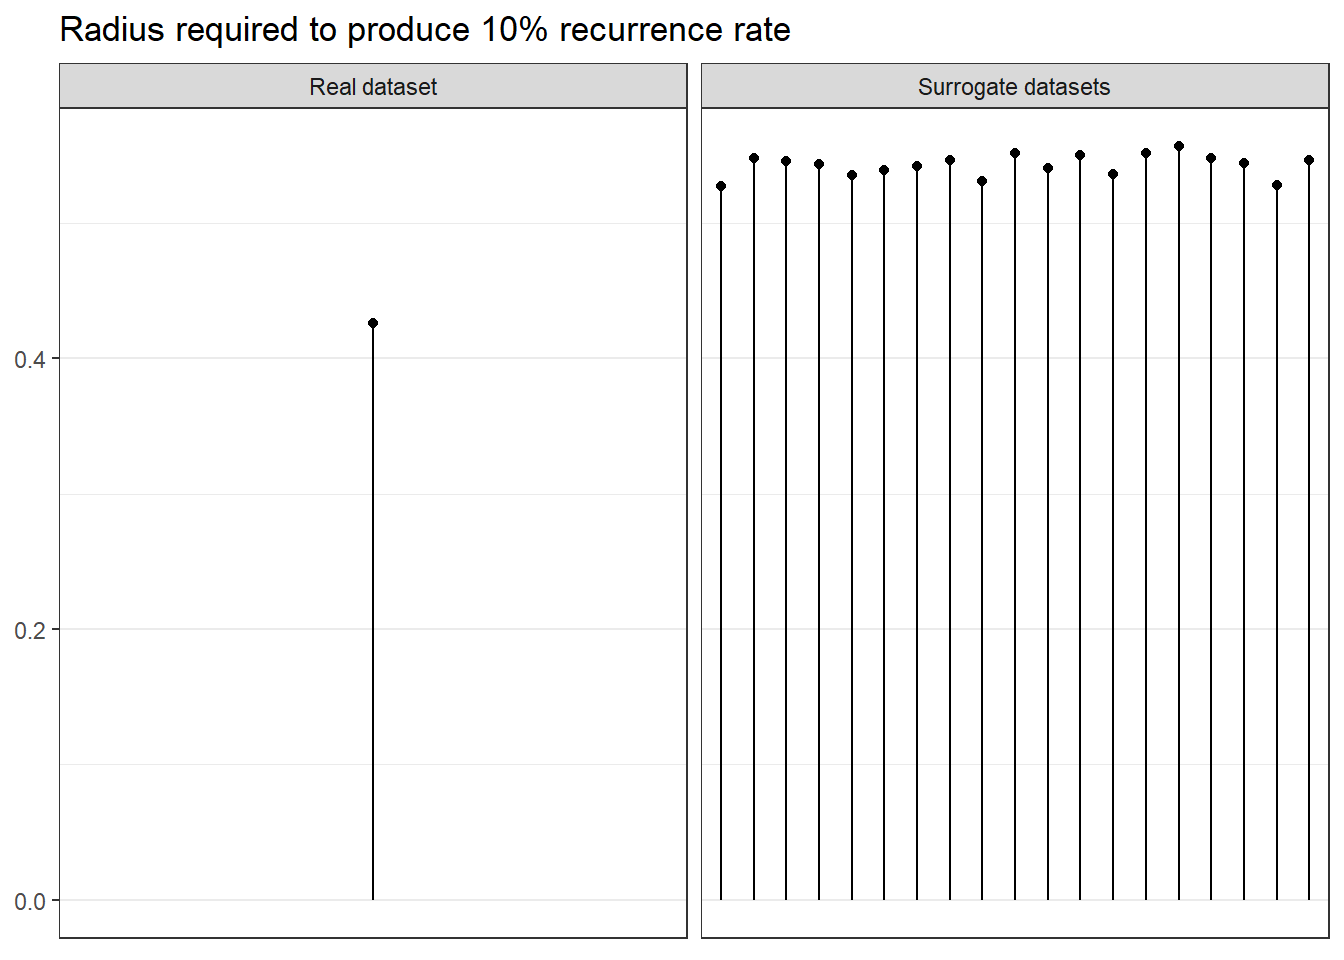 Radius required to produce 10% recurrence rate
Real dataset
Surrogate datasets
0.4
0.2
0.0